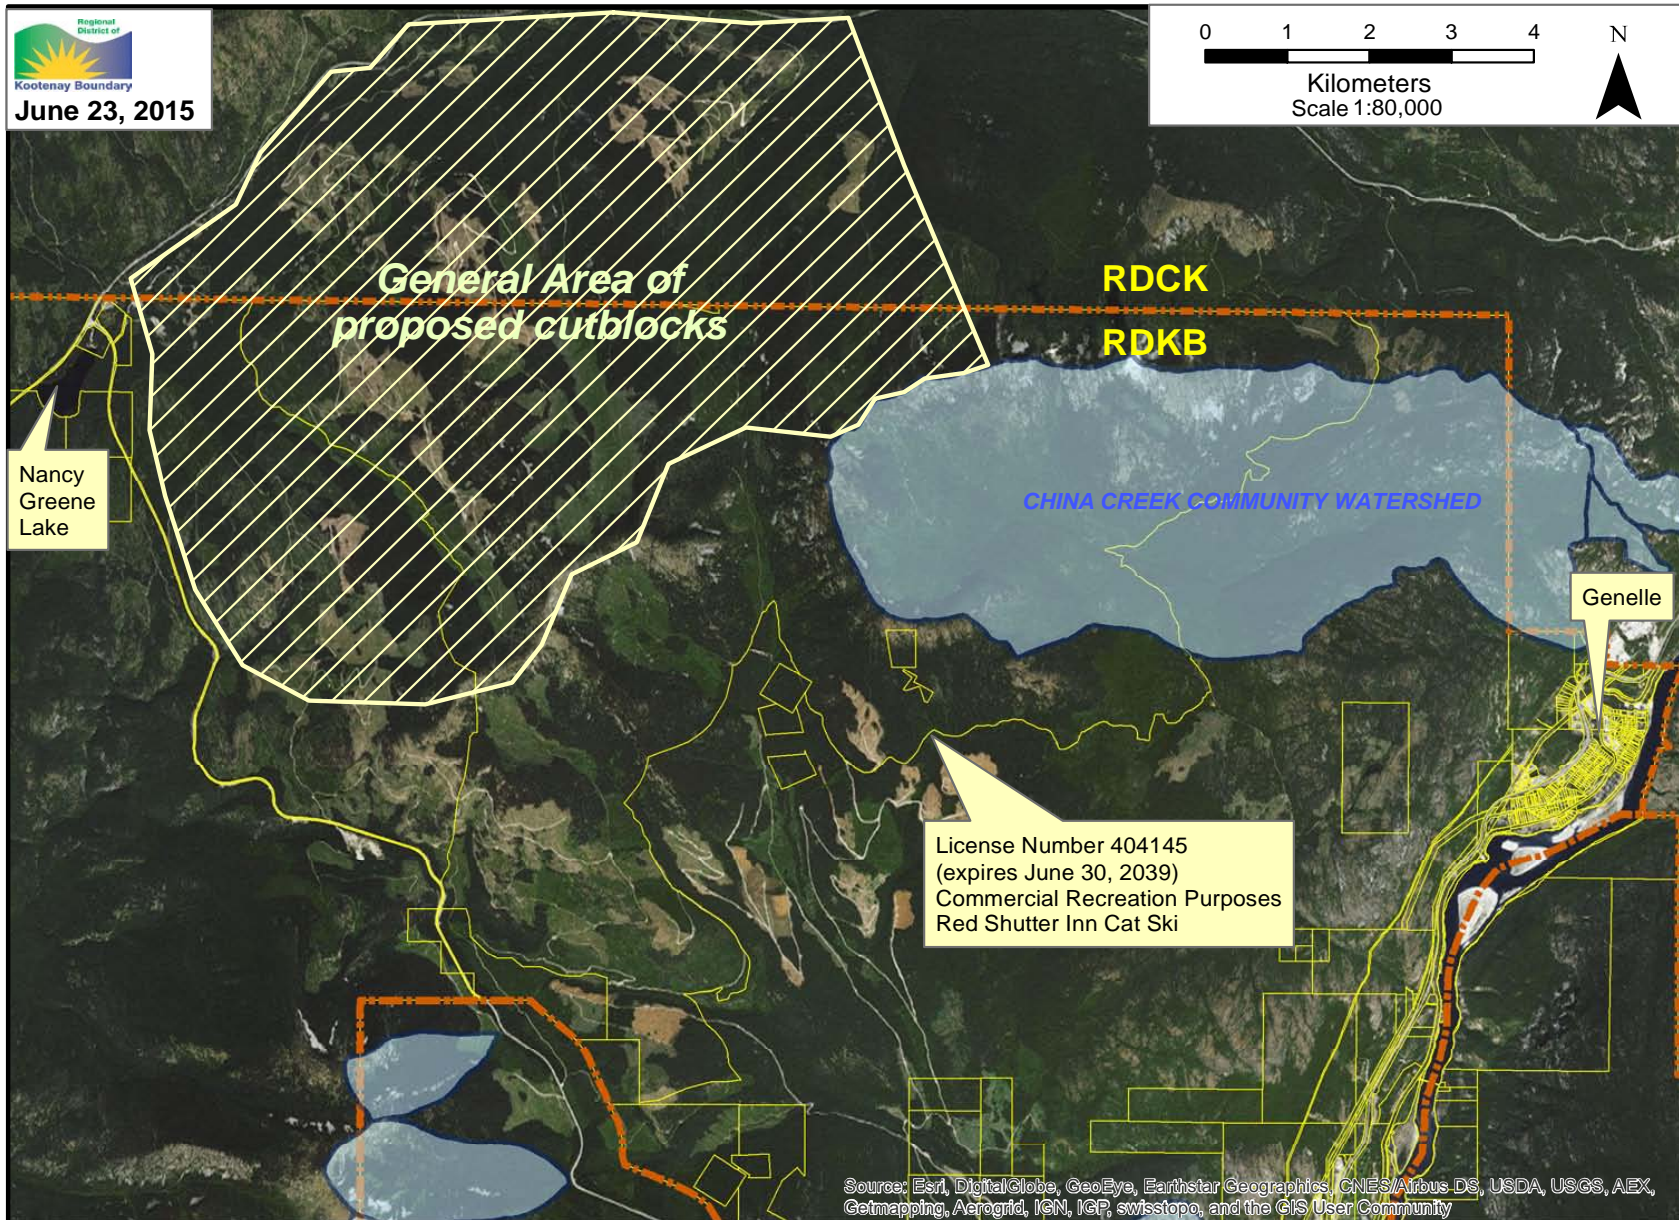 Regional
District of
Kootenay Boundary
June 23, 2015
0 1 2 3 4
Kilometers
Scale 1:80,000
N
General Area of
proposed cutblocks
RDCK
RDKB
Nancy
Greene
Lake
CHINA CREEK COMMUNITY WATERSHED
Genelle
License Number 404145
(expires June 30, 2039)
Commercial Recreation Purposes
Red Shutter Inn Cat Ski
Source: Esri, DigitalGlobe, GeoEye, Earthstar Geographics, CNES/Airbus DS, USDA, USGS, AEX,
Getmapping, Aerogrid, IGN, IGP, swisstopo, and the GIS User Community